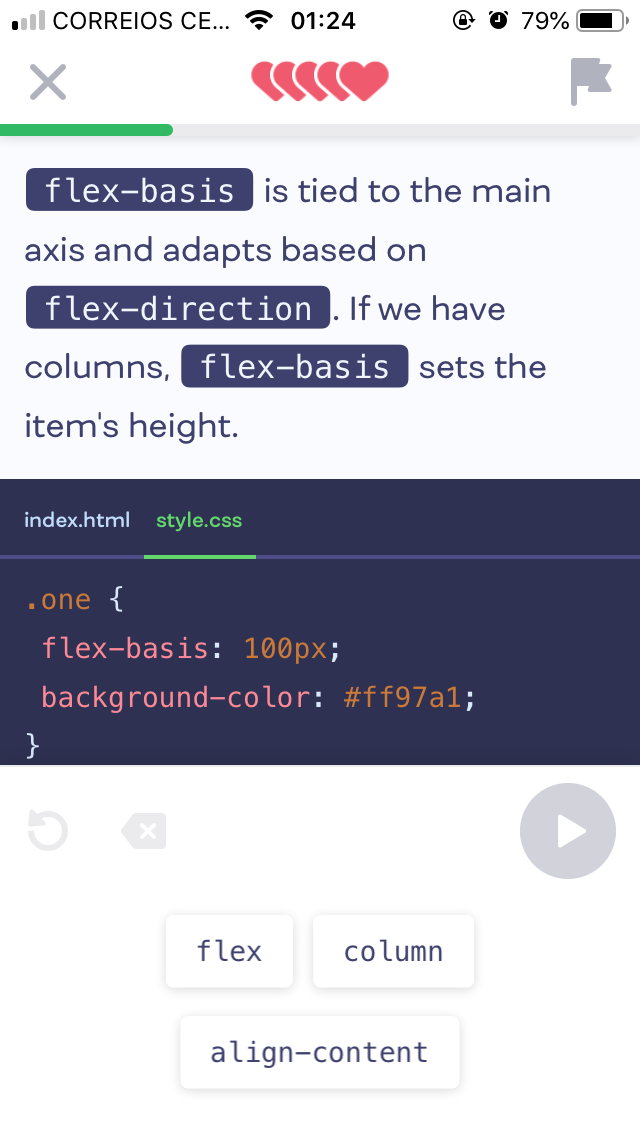 CORREIOS CE... 01:24 79%
flex-basis is tied to the main
axis and adapts based on
flex-direction. If we have
columns, flex-basis sets the
item's height.
index.html style.css
.one {
flex-basis: 100px;
background-color: #ff97a1;
}
flex column
align-content